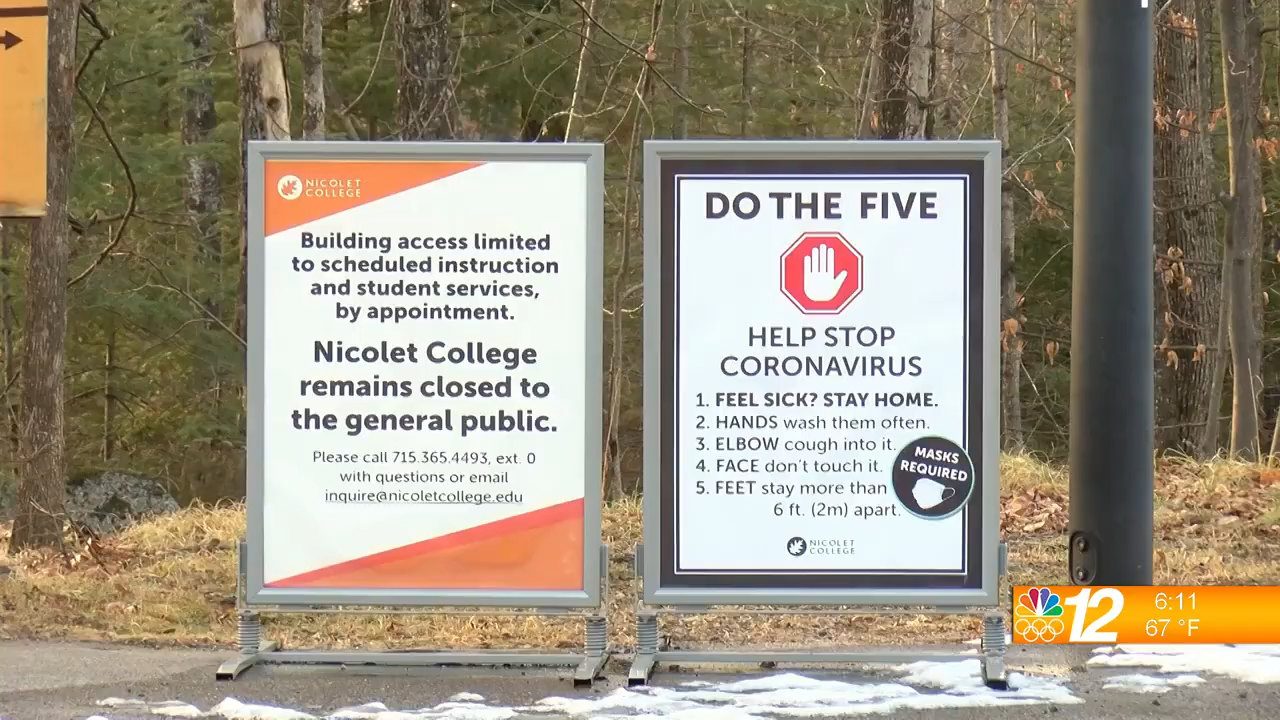 NICOLET
COLLEGE
Building access limited
to scheduled instruction
and student services,
by appointment.
Nicolet College
remains closed to
the general public.
Please call 715.365.4493, ext. 0
with questions or email
inquire@nicoletcollege.edu
DO THE FIVE
HELP STOP
CORONAVIRUS
1. FEEL SICK? STAY HOME.
2. HANDS wash them often.
3. ELBOW cough into it.
4. FACE don't touch it.
5. FEET stay more than
6 ft. (2m) apart.
MASKS
REQUIRED
NICOLET
COLLEGE
12
6:11
67 °F